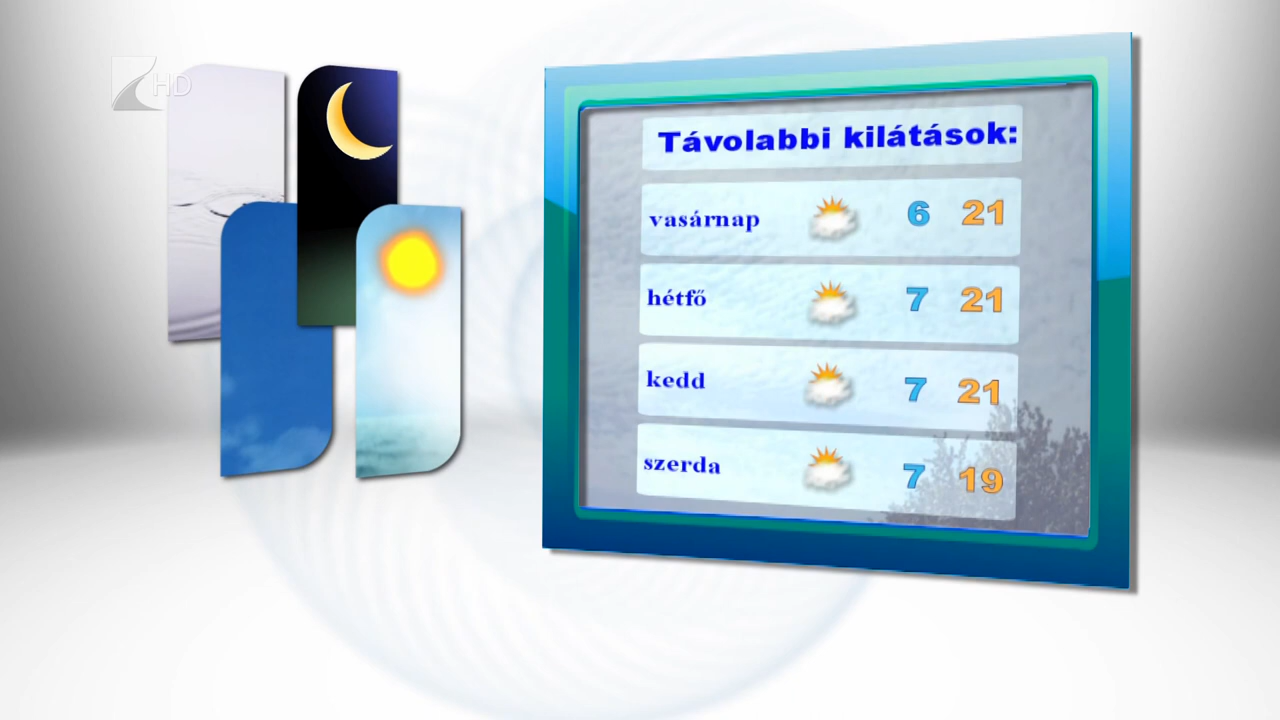 HD
Távolabbi kilátások:
vasárnap 6 21
hétfő 7 21
kedd 7 21
szerda 7 19